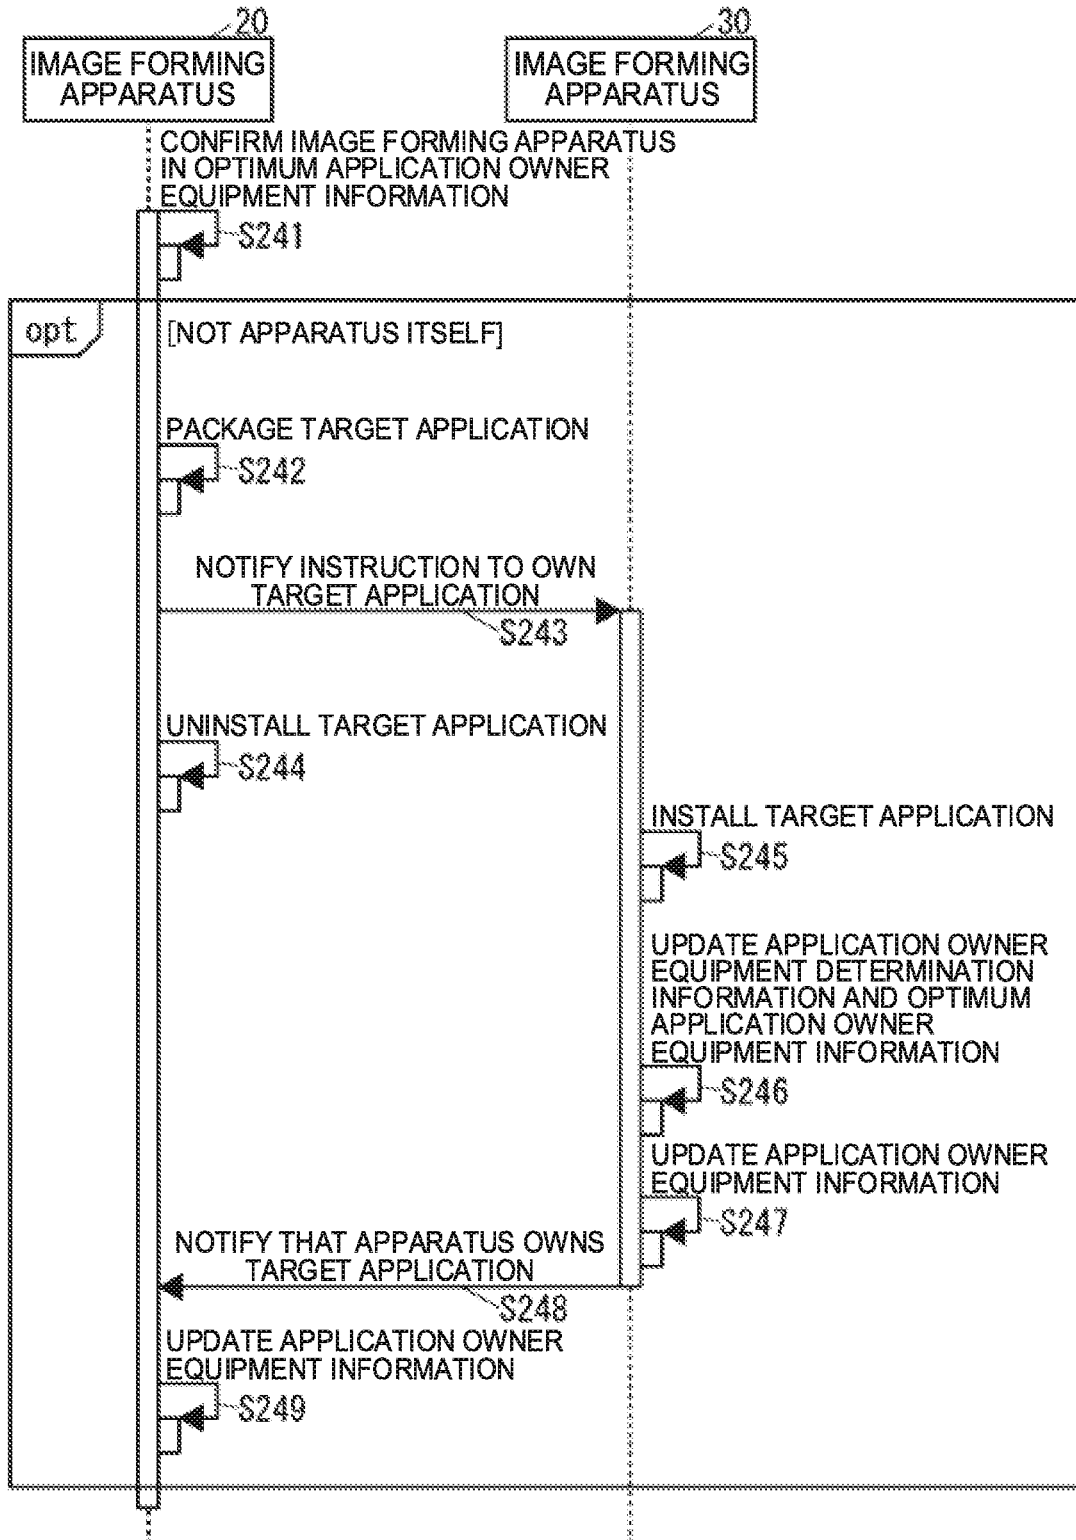 20
30
IMAGE FORMING
APPARATUS
IMAGE FORMING
APPARATUS
CONFIRM IMAGE FORMING APPARATUS
IN OPTIMUM APPLICATION OWNER
EQUIPMENT INFORMATION
S241
opt
[NOT APPARATUS ITSELF]
PACKAGE TARGET APPLICATION
S242
NOTIFY INSTRUCTION TO OWN
TARGET APPLICATION
S243
UNINSTALL TARGET APPLICATION
S244
INSTALL TARGET APPLICATION
S245
UPDATE APPLICATION OWNER
EQUIPMENT DETERMINATION
INFORMATION AND OPTIMUM
APPLICATION OWNER
EQUIPMENT INFORMATION
S246
UPDATE APPLICATION OWNER
EQUIPMENT INFORMATION
S247
NOTIFY THAT APPARATUS OWNS
TARGET APPLICATION
S248
UPDATE APPLICATION OWNER
EQUIPMENT INFORMATION
S249